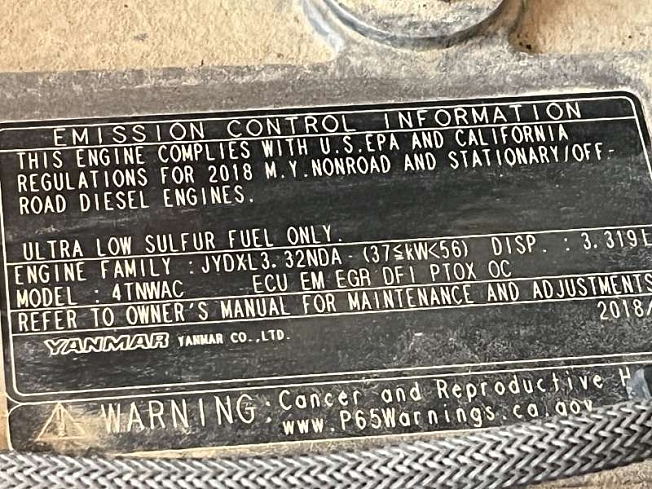 EMISSION CONTROL INFORMATION
THIS ENGINE COMPLIES WITH U.S.EPA AND CALIFORNIA
REGULATIONS FOR 2018 M.Y.NONROAD AND STATIONARY/OFF-
ROAD DIESEL ENGINES.
ULTRA LOW SULFUR FUEL ONLY.
ENGINE FAMILY : JYDXL3.32NDA (37≦kW<56) DISP. : 3.319
MODEL : 4TNWAC ECU EM EGR DFI PTOX OC
REFER TO OWNER'S MANUAL FOR MAINTENANCE AND ADJUSTMENTS
2018/
YANMAR YANMAR CO.,LTD.
WARNING: Cancer and Reproductive H
www.P65Warnings.ca.gov